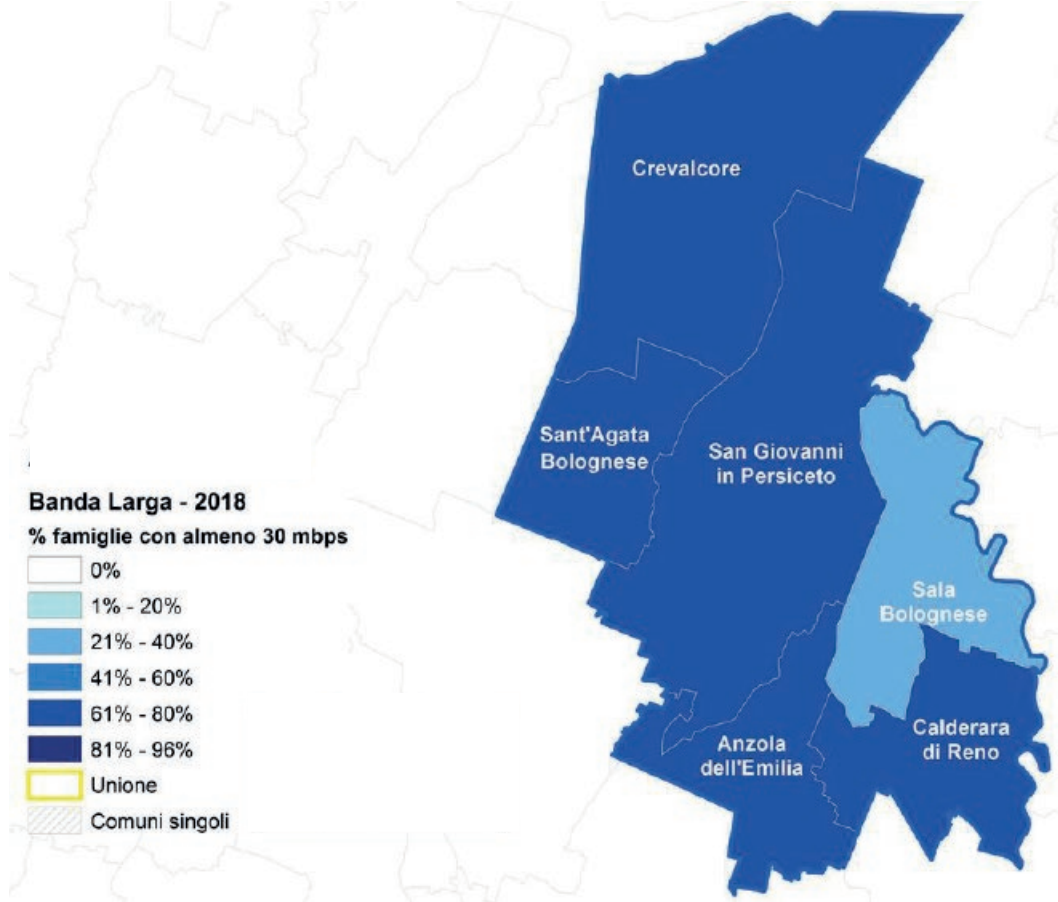 Crevalcore
Sant'Agata
Bolognese
San Giovanni
in Persiceto
Sala
Bolognese
Anzola
dell'Emilia
Calderara
di Reno
Banda Larga - 2018
% famiglie con almeno 30 mbps
0%
1% - 20%
21% - 40%
41% - 60%
61% - 80%
81% - 96%
Unione
Comuni singoli